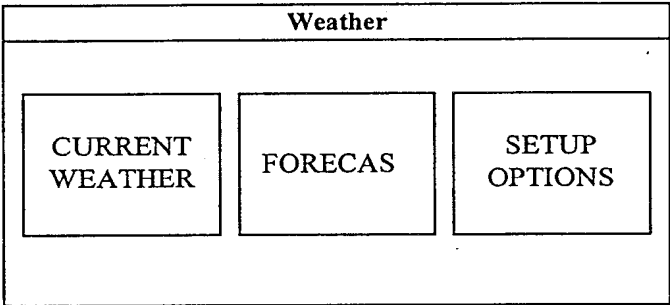 Weather
CURRENT
WEATHER
FORECAS
SETUP
OPTIONS